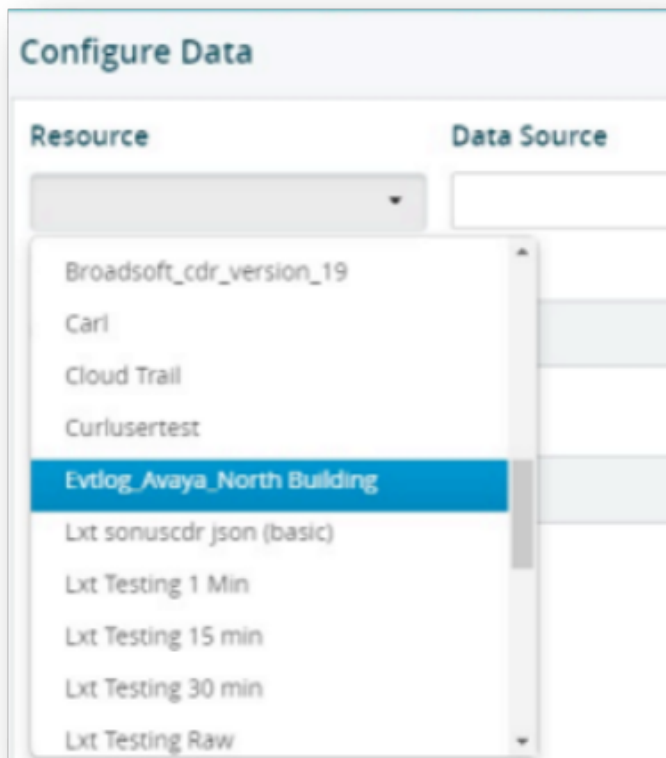 Configure Data
Resource Data Source
Broadsoft_cdr_version_19
Carl
Cloud Trail
Curlusertest
Evtlog_Avaya_North Building
Lxt sonuscdr json (basic)
Lxt Testing 1 Min
Lxt Testing 15 min
Lxt Testing 30 min
Lxt Testing Raw